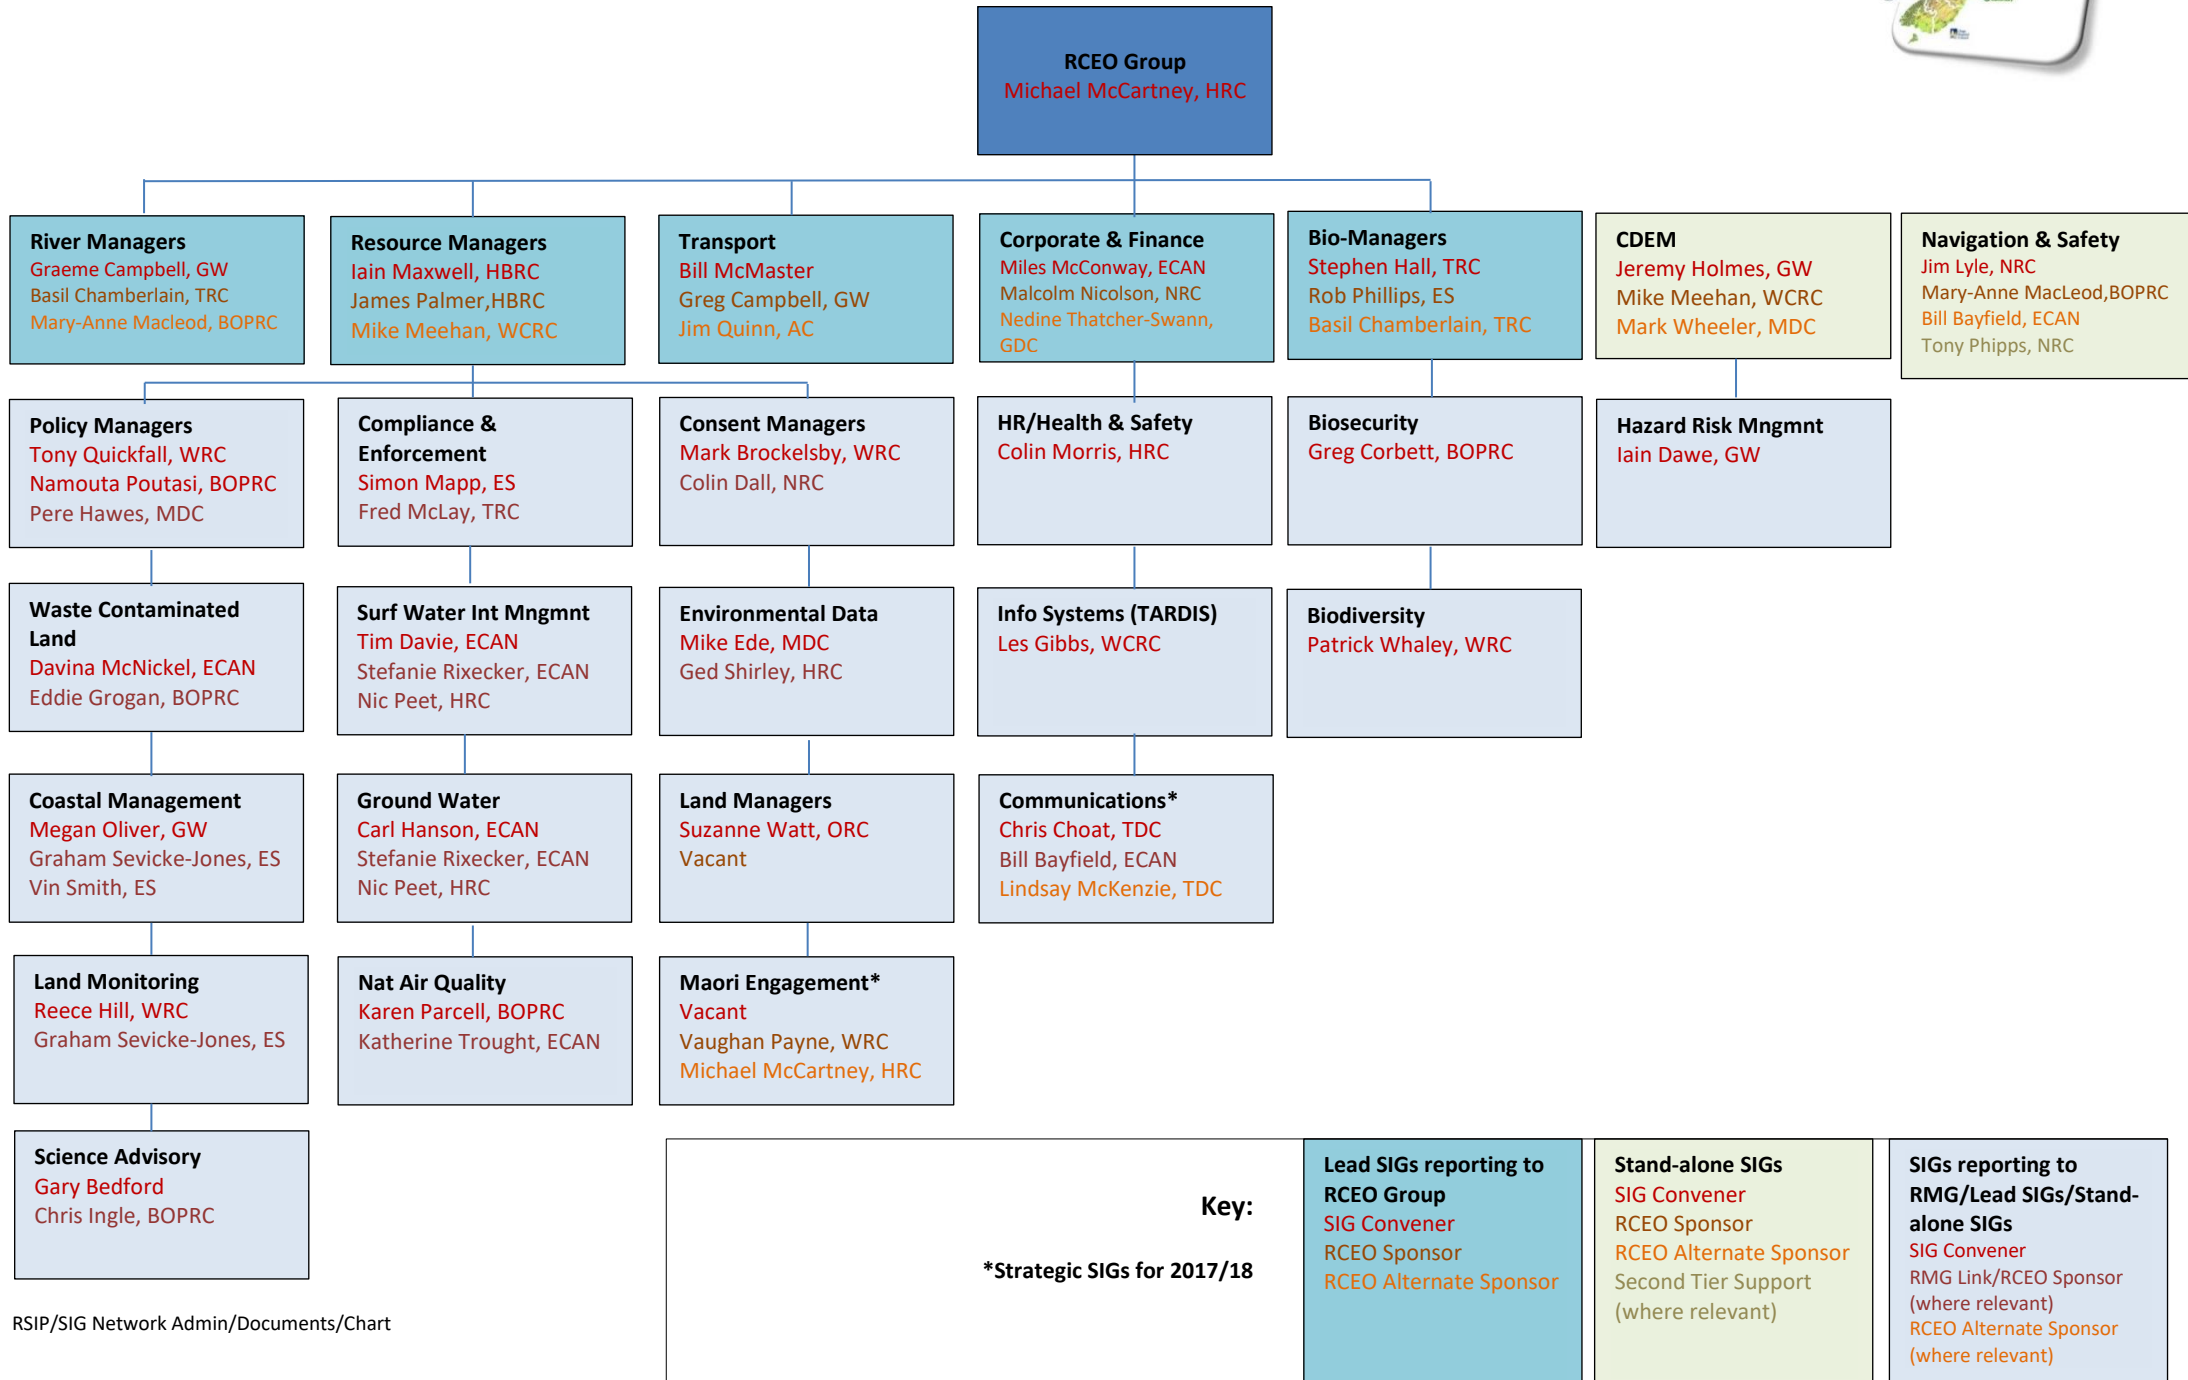 RCEO Group
Michael McCartney, HRC
River Managers
Graeme Campbell, GW
Basil Chamberlain, TRC
Mary-Anne Macleod, BOPRC
Resource Managers
Iain Maxwell, HBRC
James Palmer,HBRC
Mike Meehan, WCRC
Transport
Bill McMaster
Greg Campbell, GW
Jim Quinn, AC
Corporate & Finance
Miles McConway, ECAN
Malcolm Nicolson, NRC
Nedine Thatcher-Swann,
GDC
Bio-Managers
Stephen Hall, TRC
Rob Phillips, ES
Basil Chamberlain, TRC
CDEM
Jeremy Holmes, GW
Mike Meehan, WCRC
Mark Wheeler, MDC
Navigation & Safety
Jim Lyle, NRC
Mary-Anne MacLeod,BOPRC
Bill Bayfield, ECAN
Tony Phipps, NRC
Policy Managers
Tony Quickfall, WRC
Namouta Poutasi, BOPRC
Pere Hawes, MDC
Compliance &
Enforcement
Simon Mapp, ES
Fred McLay, TRC
Consent Managers
Mark Brockelsby, WRC
Colin Dall, NRC
HR/Health & Safety
Colin Morris, HRC
Biosecurity
Greg Corbett, BOPRC
Hazard Risk Mngmnt
Iain Dawe, GW
Waste Contaminated
Land
Davina McNickel, ECAN
Eddie Grogan, BOPRC
Surf Water Int Mngmnt
Tim Davie, ECAN
Stefanie Rixecker, ECAN
Nic Peet, HRC
Environmental Data
Mike Ede, MDC
Ged Shirley, HRC
Info Systems (TARDIS)
Les Gibbs, WCRC
Biodiversity
Patrick Whaley, WRC
Coastal Management
Megan Oliver, GW
Graham Sevicke-Jones, ES
Vin Smith, ES
Ground Water
Carl Hanson, ECAN
Stefanie Rixecker, ECAN
Nic Peet, HRC
Land Managers
Suzanne Watt, ORC
Vacant
Communications*
Chris Choat, TDC
Bill Bayfield, ECAN
Lindsay McKenzie, TDC
Land Monitoring
Reece Hill, WRC
Graham Sevicke-Jones, ES
Nat Air Quality
Karen Parcell, BOPRC
Katherine Trought, ECAN
Maori Engagement*
Vacant
Vaughan Payne, WRC
Michael McCartney, HRC
Science Advisory
Gary Bedford
Chris Ingle, BOPRC
Key:
*Strategic SIGs for 2017/18
Lead SIGs reporting to
RCEO Group
SIG Convener
RCEO Sponsor
RCEO Alternate Sponsor
Stand-alone SIGs
SIG Convener
RCEO Sponsor
RCEO Alternate Sponsor
Second Tier Support
(where relevant)
SIGs reporting to
RMG/Lead SIGs/Stand-
alone SIGs
SIG Convener
RMG Link/RCEO Sponsor
(where relevant)
RCEO Alternate Sponsor
(where relevant)
RSIP/SIG Network Admin/Documents/Chart